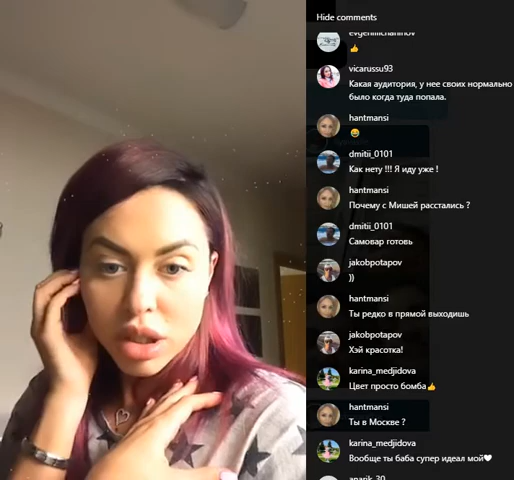 Hide comments
evgeniicharinov
👍
vicarussu93
Какая аудитория, у нее своих нормально
было когда туда попала.
hantmansi
😂
dmitii_0101
Как нету !!! Я иду уже !
hantmansi
Почему с Мишей расстались ?
dmitii_0101
Самовар готовь
jakobpotapov
))
hantmansi
Ты редко в прямой выходишь
jakobpotapov
Хэй красотка!
karina_medjidova
Цвет просто бомба👍
hantmansi
Ты в Москве ?
karina_medjidova
Вообще ты баба супер идеал мой🤍